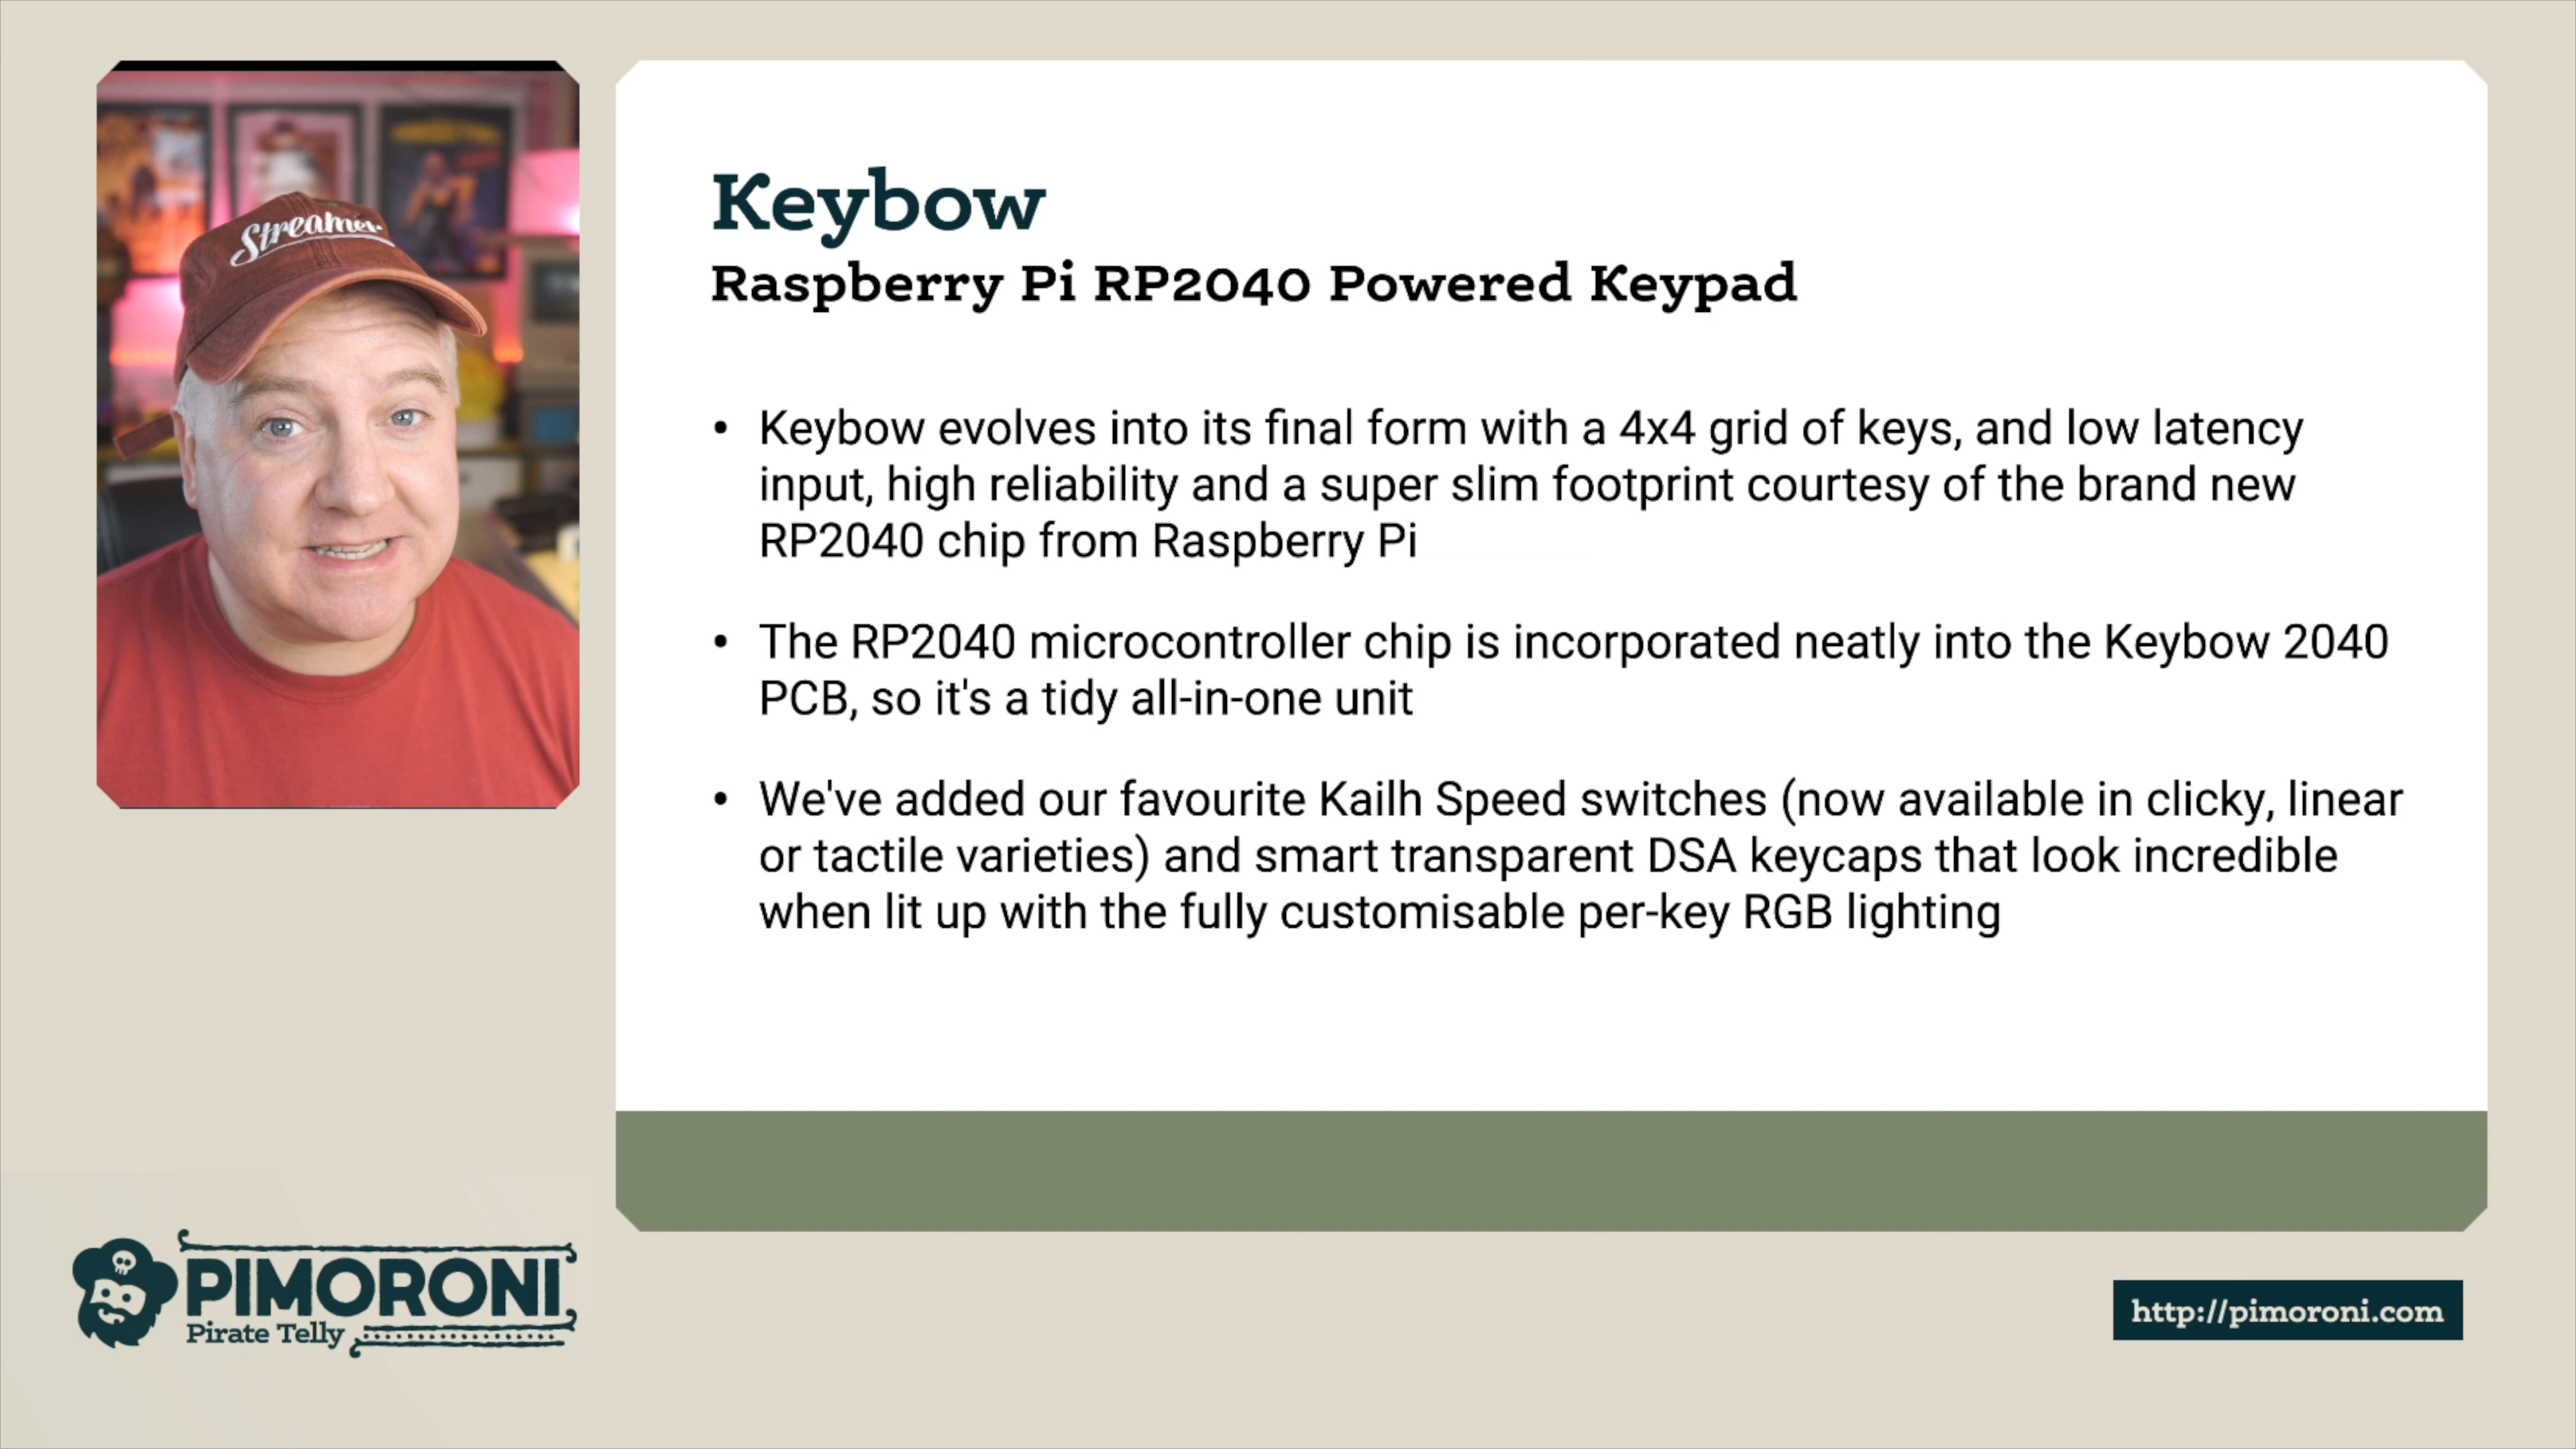 Streamer
Keybow
Raspberry Pi RP2040 Powered Keypad
• Keybow evolves into its final form with a 4x4 grid of keys, and low latency
input, high reliability and a super slim footprint courtesy of the brand new
RP2040 chip from Raspberry Pi
• The RP2040 microcontroller chip is incorporated neatly into the Keybow 2040
PCB, so it's a tidy all-in-one unit
• We've added our favourite Kailh Speed switches (now available in clicky, linear
or tactile varieties) and smart transparent DSA keycaps that look incredible
when lit up with the fully customisable per-key RGB lighting
PIMORONI
Pirate Telly
http://pimoroni.com